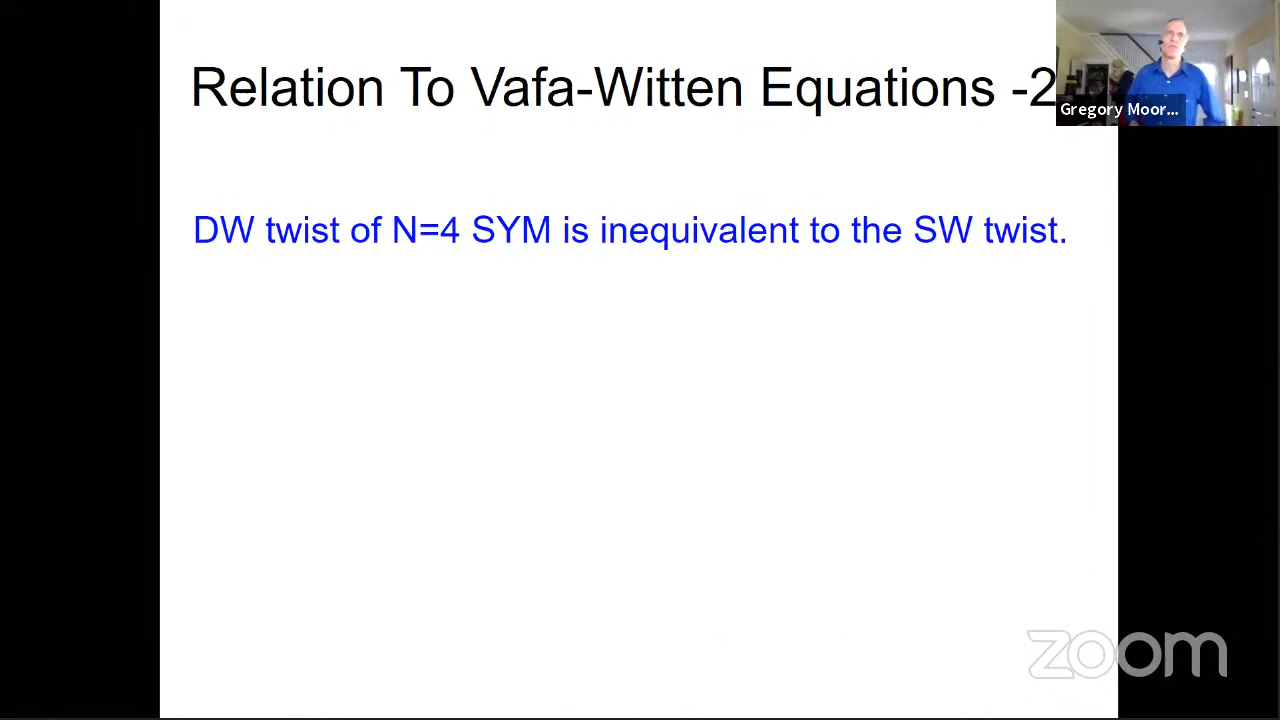 Relation To Vafa-Witten Equations -2
Gregory Moor...
DW twist of N=4 SYM is inequivalent to the SW twist.
zoom